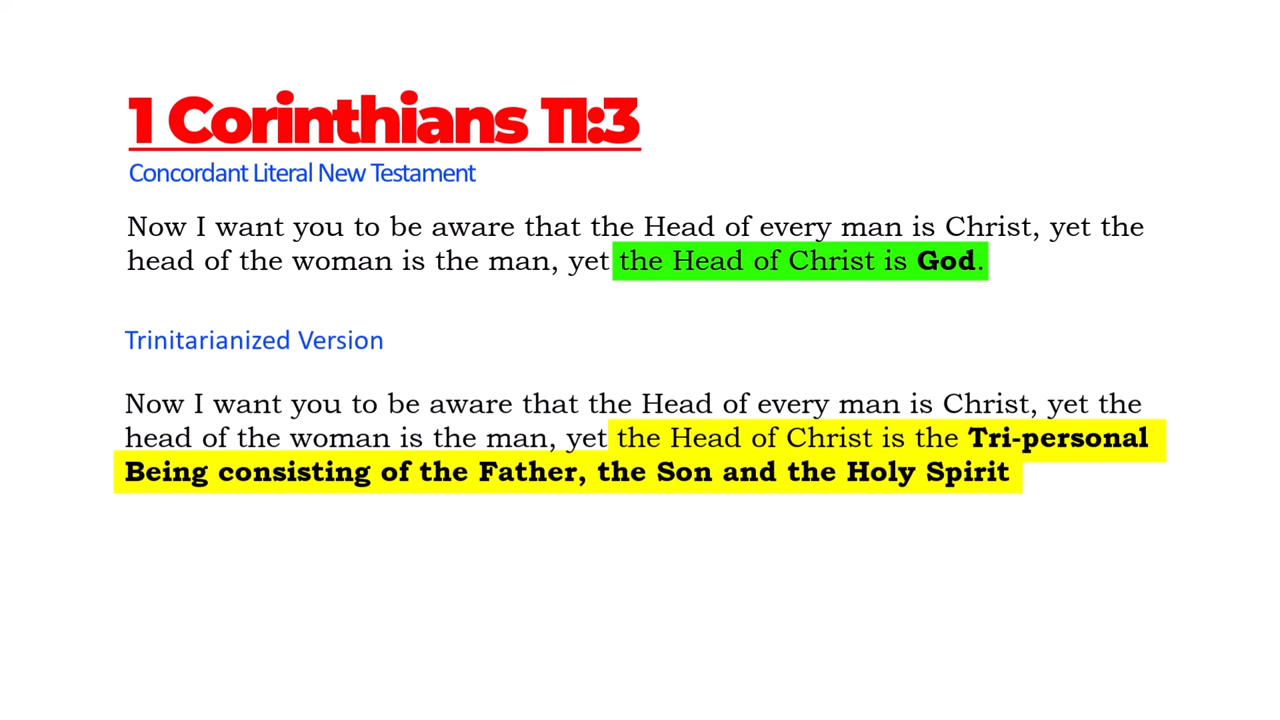 1 Corinthians 11:3
Concordant Literal New Testament
Now I want you to be aware that the Head of every man is Christ, yet the
head of the woman is the man, yet the Head of Christ is God.
Trinitarianized Version
Now I want you to be aware that the Head of every man is Christ, yet the
head of the woman is the man, yet the Head of Christ is the Tri-personal
Being consisting of the Father, the Son and the Holy Spirit